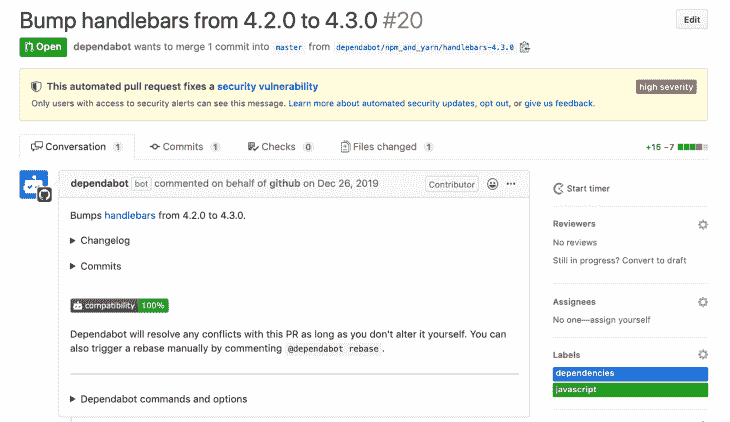 Bump handlebars from 4.2.0 to 4.3.0 #20
Edit
Open dependabot wants to merge 1 commit into master from dependabot/npm_and_yarn/handlebars-4.3.0
This automated pull request fixes a security vulnerability
high severity
Only users with access to security alerts can see this message. Learn more about automated security updates, opt out, or give us feedback.
Conversation 1 Commits 1 Checks 0 Files changed 1 +15 −7
dependabot bot commented on behalf of github on Dec 26, 2019 Contributor
Bumps handlebars from 4.2.0 to 4.3.0.
Changelog
Commits
compatibility 100%
Dependabot will resolve any conflicts with this PR as long as you don't alter it yourself. You can
also trigger a rebase manually by commenting @dependabot rebase.
Dependabot commands and options
Start timer
Reviewers
No reviews
Still in progress? Convert to draft
Assignees
No one—assign yourself
Labels
dependencies
javascript